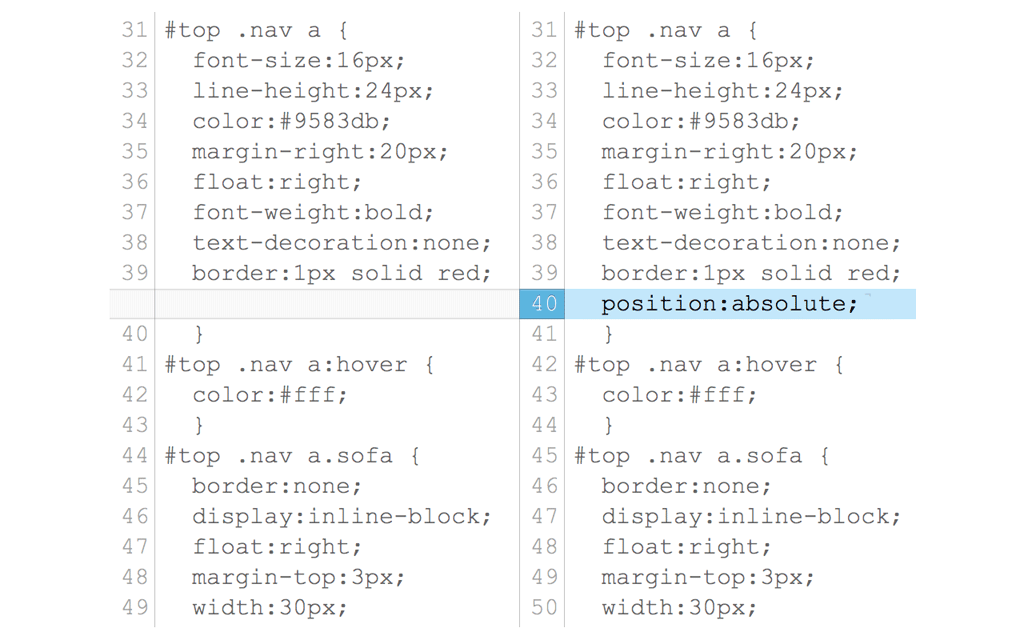 31 #top .nav a {
32 font-size:16px;
33 line-height:24px;
34 color:#9583db;
35 margin-right:20px;
36 float:right;
37 font-weight:bold;
38 text-decoration:none;
39 border:1px solid red;
40 }
41 #top .nav a:hover {
42 color:#fff;
43 }
44 #top .nav a.sofa {
45 border:none;
46 display:inline-block;
47 float:right;
48 margin-top:3px;
49 width:30px;
31 #top .nav a {
32 font-size:16px;
33 line-height:24px;
34 color:#9583db;
35 margin-right:20px;
36 float:right;
37 font-weight:bold;
38 text-decoration:none;
39 border:1px solid red;
40 position:absolute;
41 }
42 #top .nav a:hover {
43 color:#fff;
44 }
45 #top .nav a.sofa {
46 border:none;
47 display:inline-block;
48 float:right;
49 margin-top:3px;
50 width:30px;